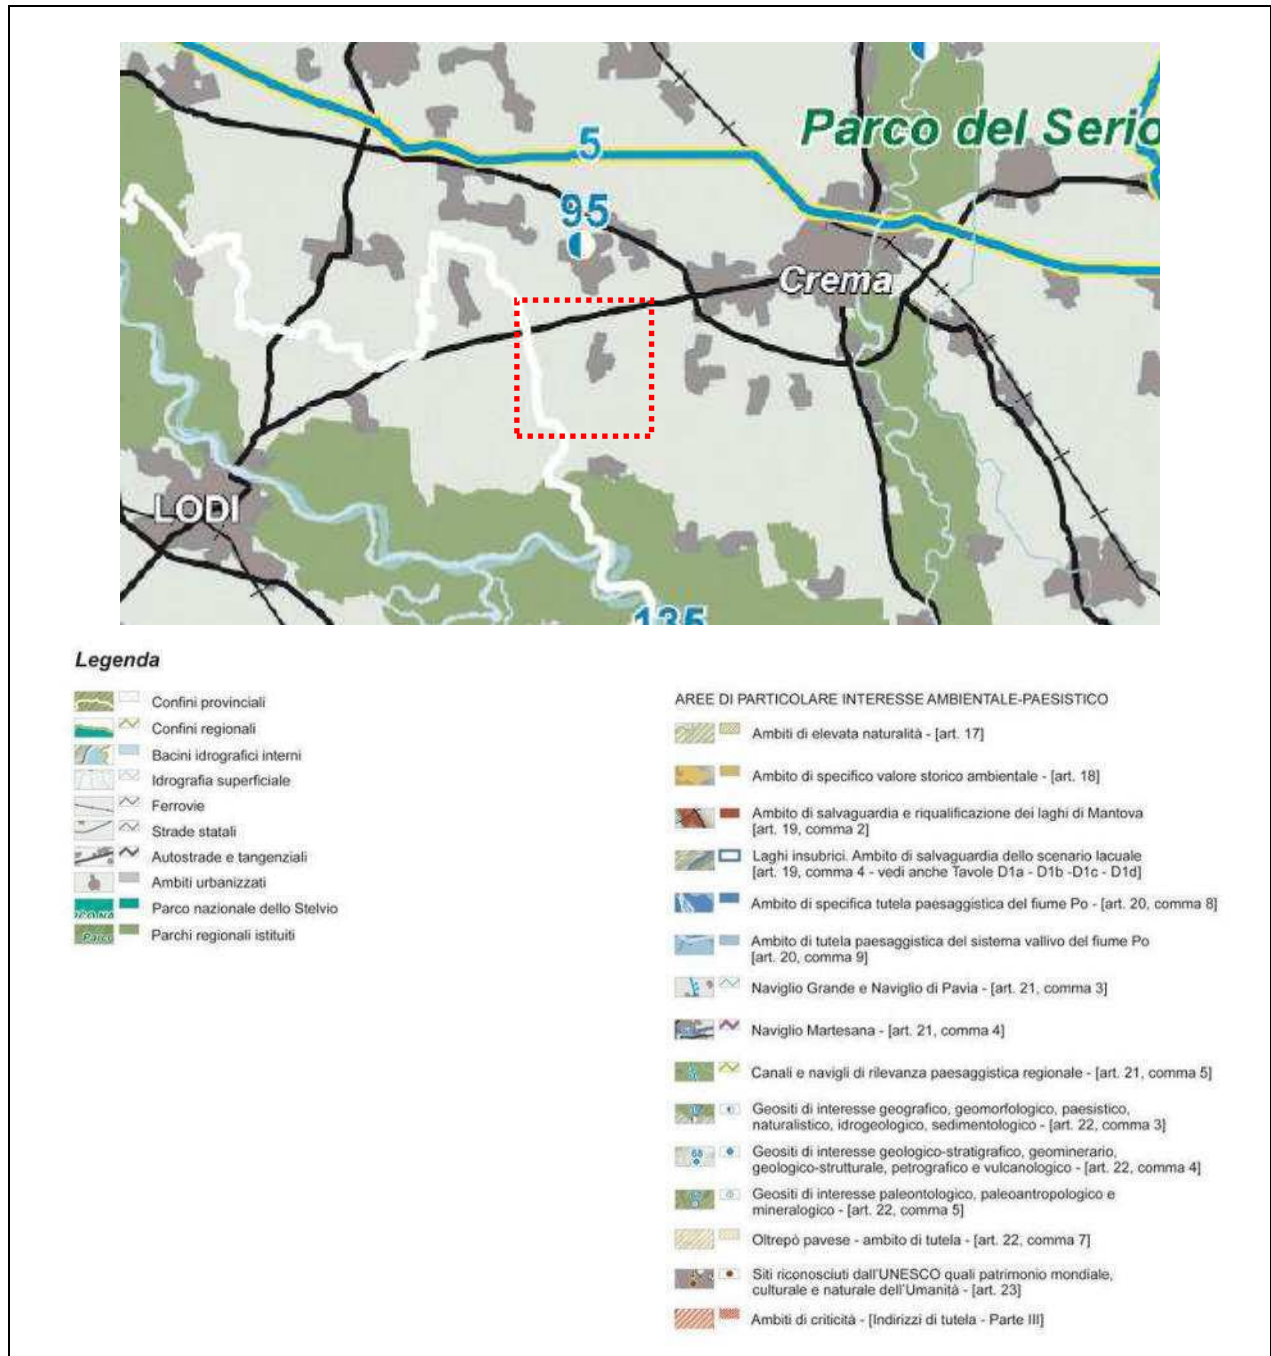 Parco del Serio
5
95
Crema
LODI
135
Legenda
Confini provinciali
Confini regionali
Bacini idrografici interni
Idrografia superficiale
Ferrovie
Strade statali
Autostrade e tangenziali
Ambiti urbanizzati
Parco nazionale dello Stelvio
Parchi regionali istituiti
AREE DI PARTICOLARE INTERESSE AMBIENTALE-PAESISTICO
Ambiti di elevata naturalità - [art. 17]
Ambito di specifico valore storico ambientale - [art. 18]
Ambito di salvaguardia e riqualificazione dei laghi di Mantova
[art. 19, comma 2]
Laghi insubrici. Ambito di salvaguardia dello scenario lacuale
[art. 19, comma 4 - vedi anche Tavole D1a - D1b -D1c - D1d]
Ambito di specifica tutela paesaggistica del fiume Po - [art. 20, comma 8]
Ambito di tutela paesaggistica del sistema vallivo del fiume Po
[art. 20, comma 9]
Naviglio Grande e Naviglio di Pavia - [art. 21, comma 3]
Naviglio Martesana - [art. 21, comma 4]
Canali e navigli di rilevanza paesaggistica regionale - [art. 21, comma 5]
Geositi di interesse geografico, geomorfologico, paesistico,
naturalistico, idrogeologico, sedimentologico - [art. 22, comma 3]
Geositi di interesse geologico-stratigrafico, geominerario,
geologico-strutturale, petrografico e vulcanologico - [art. 22, comma 4]
Geositi di interesse paleontologico, paleoantropologico e
mineralogico - [art. 22, comma 5]
Oltrepò pavese - ambito di tutela - [art. 22, comma 7]
Siti riconosciuti dall'UNESCO quali patrimonio mondiale,
culturale e naturale dell'Umanità - [art. 23]
Ambiti di criticità - [Indirizzi di tutela - Parte III]